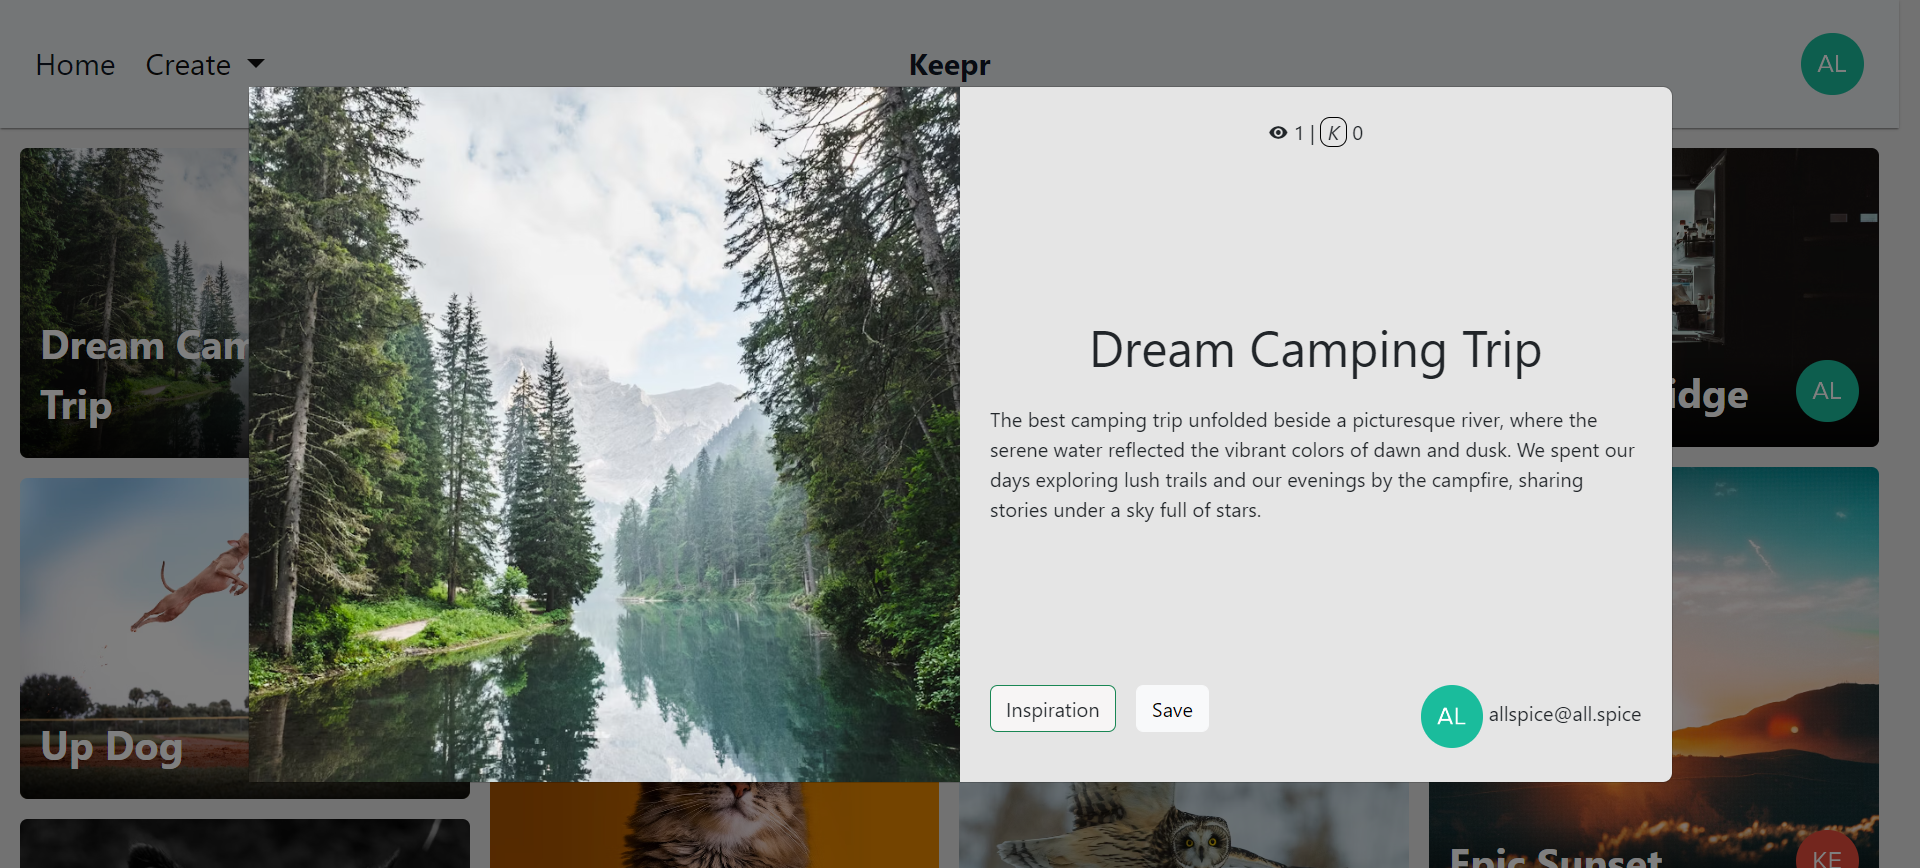 Home Create Keepr AL
1 | K 0
Dream Camping Trip
The best camping trip unfolded beside a picturesque river, where the
serene water reflected the vibrant colors of dawn and dusk. We spent our
days exploring lush trails and our evenings by the campfire, sharing
stories under a sky full of stars.
Inspiration Save AL allspice@all.spice
Dream Cam
Trip
idge AL
Up Dog
Epic Sunset KE